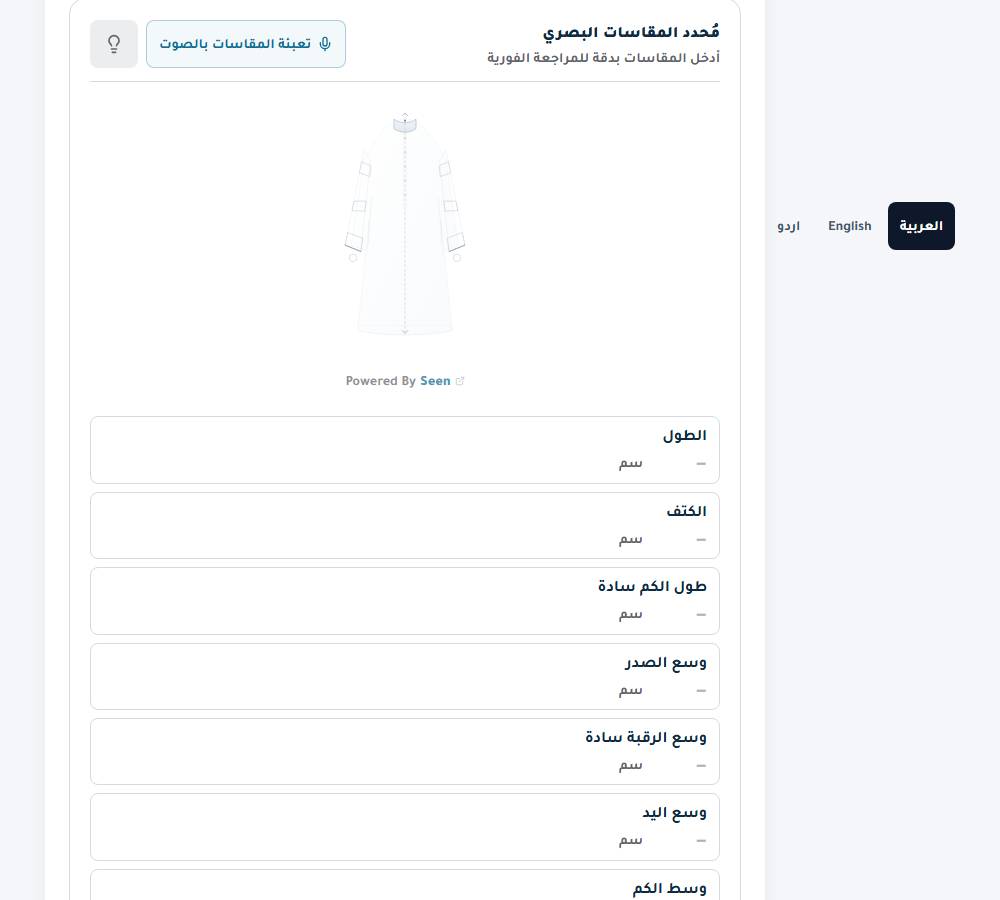 مُحدد المقاسات البصري
أدخل المقاسات بدقة للمراجعة الفورية
تعبئة المقاسات بالصوت
العربية
English
اردو
Powered By Seen
الطول
— سم
الكتف
— سم
طول الكم سادة
— سم
وسع الصدر
— سم
وسع الرقبة سادة
— سم
وسع اليد
— سم
وسط الكم